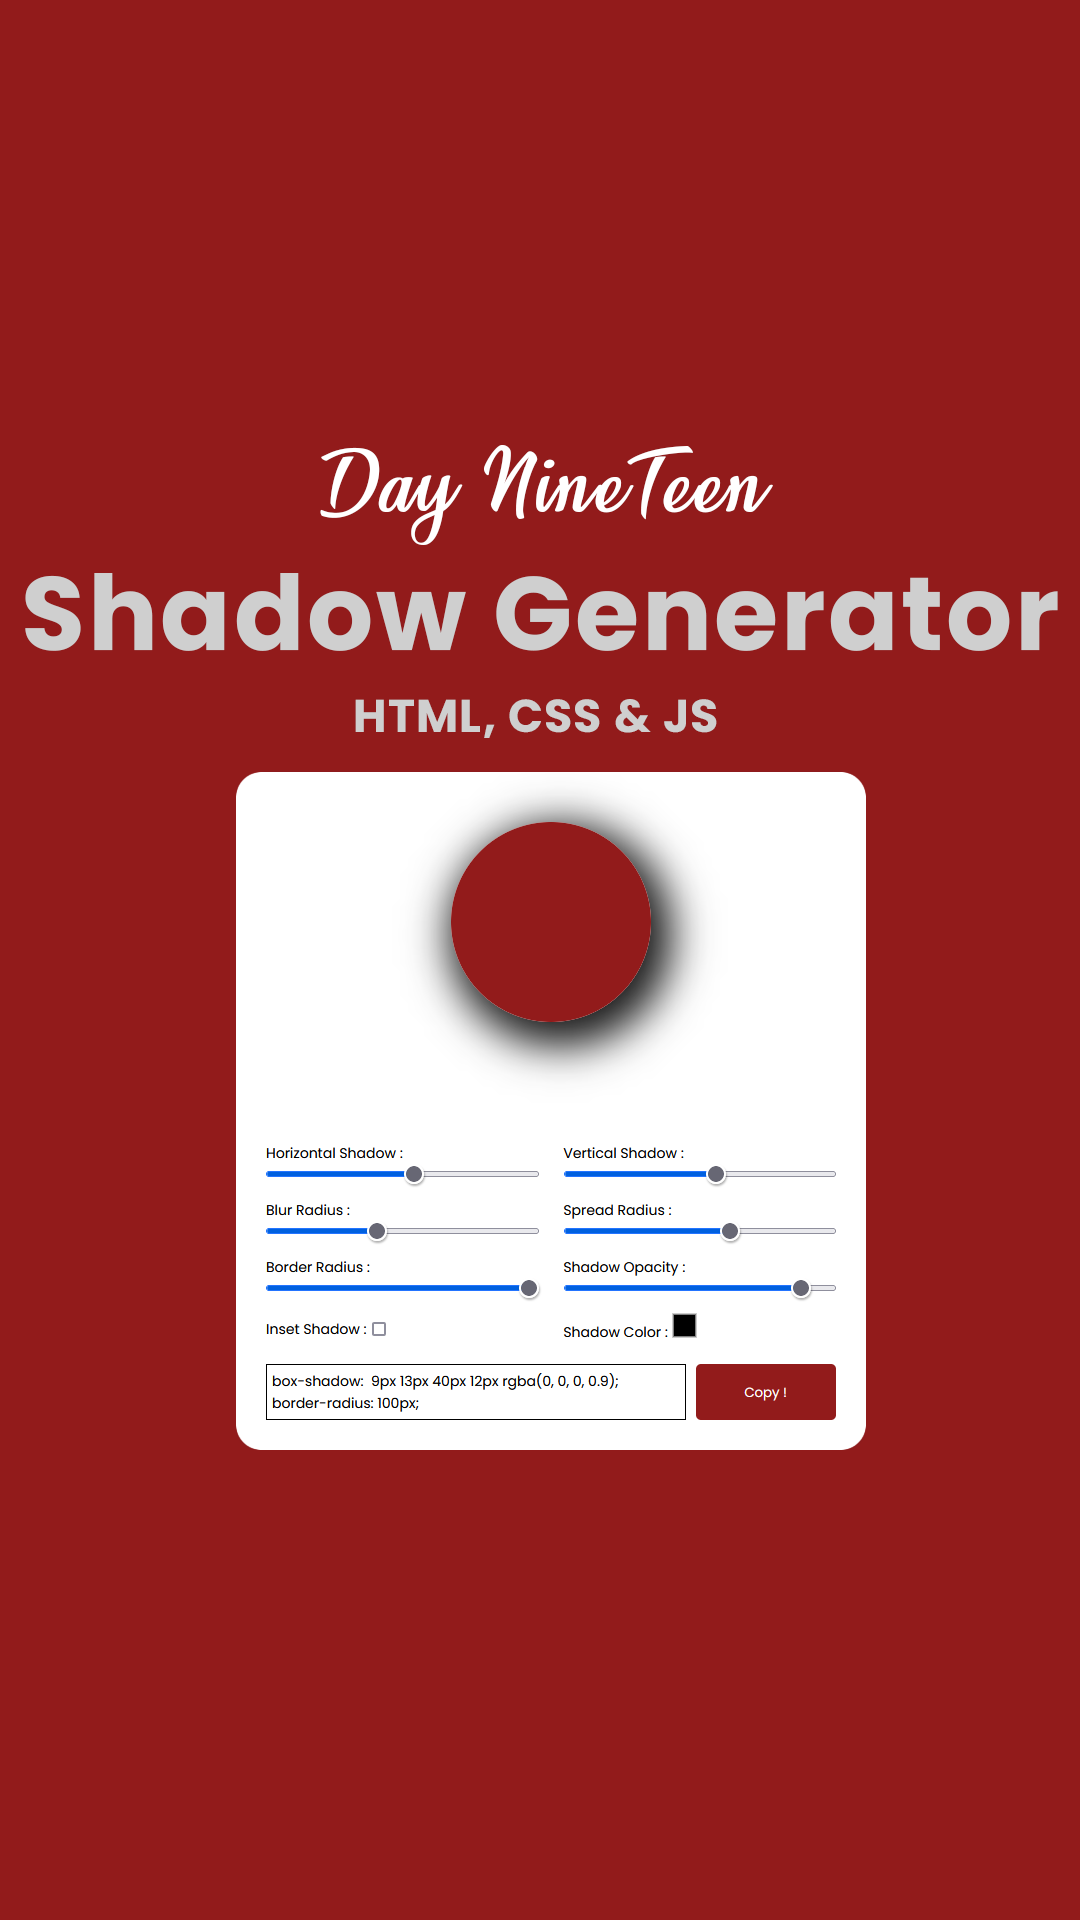 Day NineTeen
Shadow Generator
HTML, CSS & JS
Horizontal Shadow :
Vertical Shadow :
Blur Radius :
Spread Radius :
Border Radius :
Shadow Opacity :
Inset Shadow :
Shadow Color :
box-shadow:  9px 13px 40px 12px rgba(0, 0, 0, 0.9);
border-radius: 100px;
Copy !